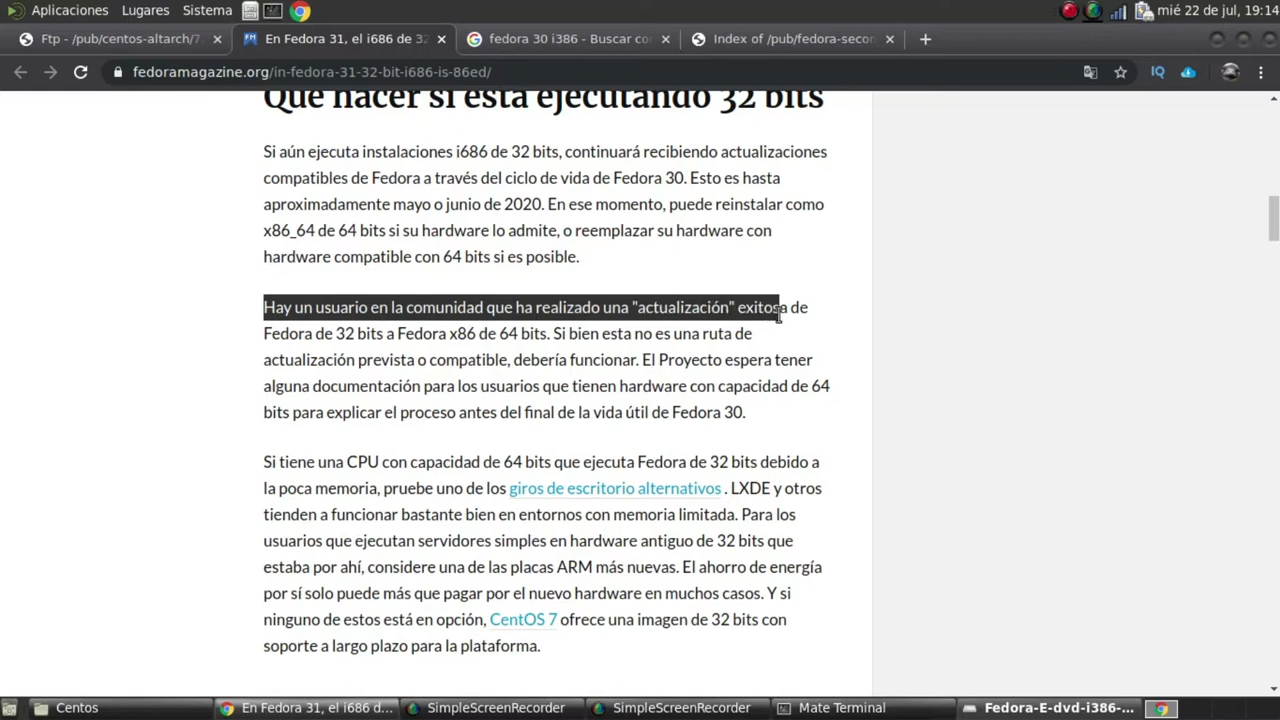 Aplicaciones Lugares Sistema mié 22 de jul, 19:14
Ftp - /pub/centos-altarch/7. En Fedora 31, el i686 de 32 fedora 30 i386 - Buscar co Index of /pub/fedora-secor
fedoramagazine.org/in-fedora-31-32-bit-i686-is-86ed/ IQ
Qué hacer si está ejecutando 32 bits
Si aún ejecuta instalaciones i686 de 32 bits, continuará recibiendo actualizaciones
compatibles de Fedora a través del ciclo de vida de Fedora 30. Esto es hasta
aproximadamente mayo o junio de 2020. En ese momento, puede reinstalar como
x86_64 de 64 bits si su hardware lo admite, o reemplazar su hardware con
hardware compatible con 64 bits si es posible.
Hay un usuario en la comunidad que ha realizado una "actualización" exitosa de
Fedora de 32 bits a Fedora x86 de 64 bits. Si bien esta no es una ruta de
actualización prevista o compatible, debería funcionar. El Proyecto espera tener
alguna documentación para los usuarios que tienen hardware con capacidad de 64
bits para explicar el proceso antes del final de la vida útil de Fedora 30.
Si tiene una CPU con capacidad de 64 bits que ejecuta Fedora de 32 bits debido a
la poca memoria, pruebe uno de los giros de escritorio alternativos . LXDE y otros
tienden a funcionar bastante bien en entornos con memoria limitada. Para los
usuarios que ejecutan servidores simples en hardware antiguo de 32 bits que
estaba por ahí, considere una de las placas ARM más nuevas. El ahorro de energía
por sí solo puede más que pagar por el nuevo hardware en muchos casos. Y si
ninguno de estos está en opción, CentOS 7 ofrece una imagen de 32 bits con
soporte a largo plazo para la plataforma.
Centos En Fedora 31, el i686 d... SimpleScreenRecorder SimpleScreenRecorder Mate Terminal Fedora-E-dvd-i386-...